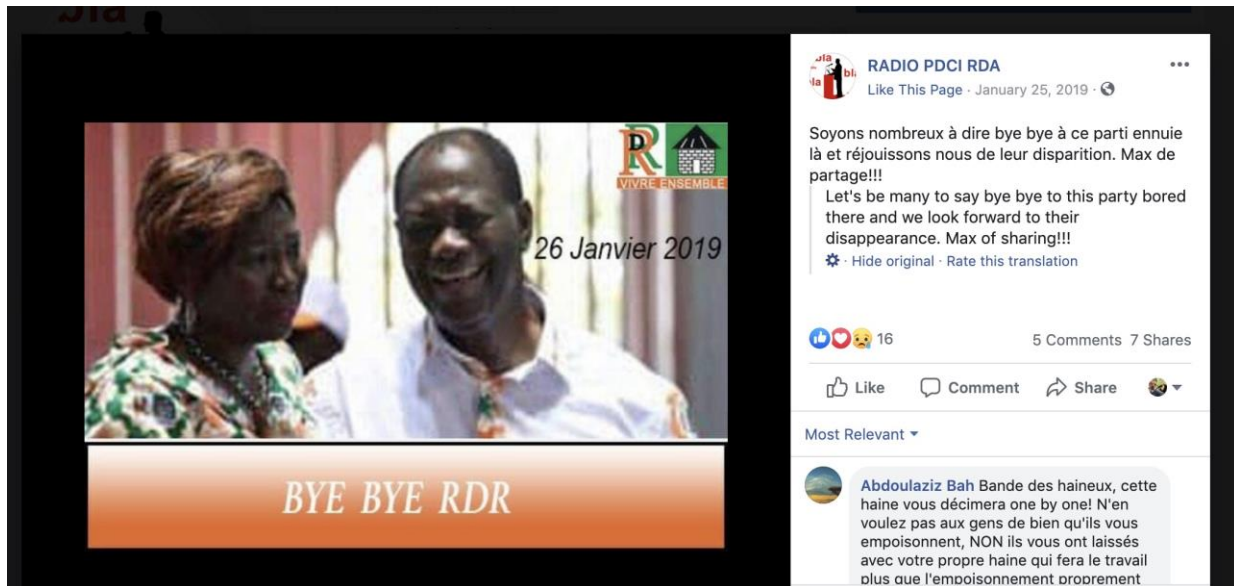 bla
RADIO PDCI RDA
Like This Page · January 25, 2019 ·
Soyons nombreux à dire bye bye à ce parti ennuie
là et réjouissons nous de leur disparition. Max de
partage!!!
Let's be many to say bye bye to this party bored
there and we look forward to their
disappearance. Max of sharing!!!
· Hide original · Rate this translation
16
5 Comments 7 Shares
Like Comment Share
Most Relevant
Abdoulaziz Bah Bande des haineux, cette
haine vous décimera one by one! N'en
voulez pas aux gens de bien qu'ils vous
empoisonnent, NON ils vous ont laissés
avec votre propre haine qui fera le travail
plus que l'empoisonnement proprement
RDR
VIVRE ENSEMBLE
26 Janvier 2019
BYE BYE RDR
bla
bla
bla